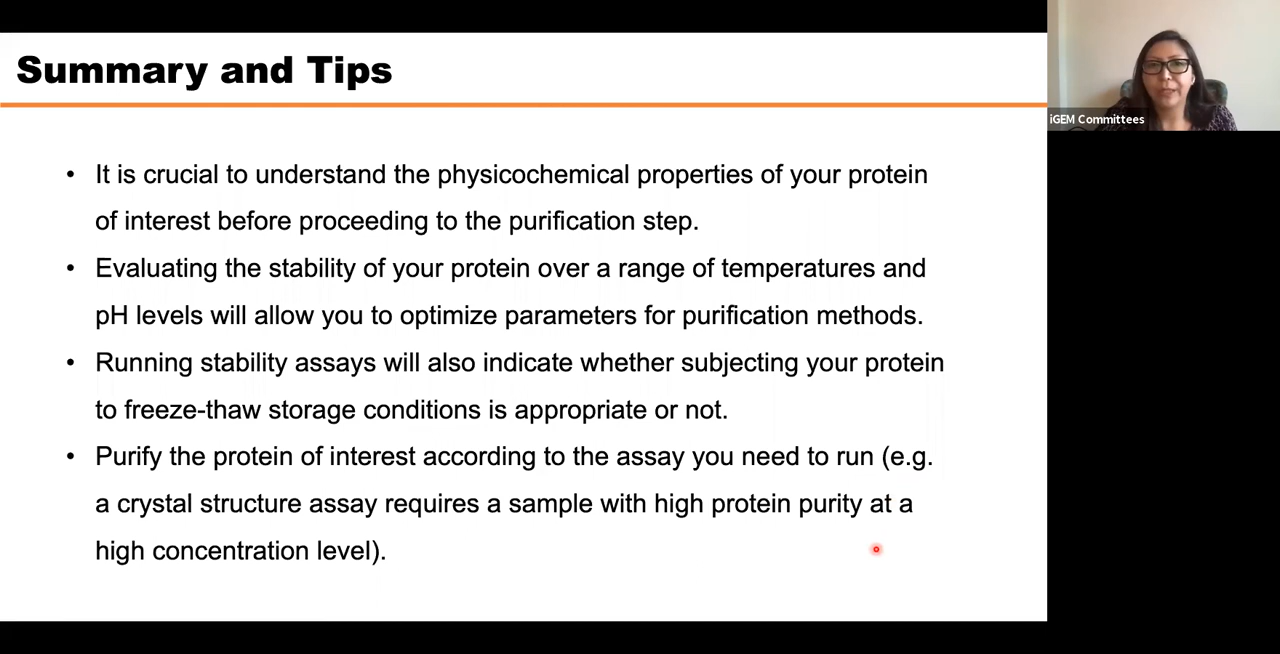 Summary and Tips
iGEM Committees
• It is crucial to understand the physicochemical properties of your protein
of interest before proceeding to the purification step.
• Evaluating the stability of your protein over a range of temperatures and
pH levels will allow you to optimize parameters for purification methods.
• Running stability assays will also indicate whether subjecting your protein
to freeze-thaw storage conditions is appropriate or not.
• Purify the protein of interest according to the assay you need to run (e.g.
a crystal structure assay requires a sample with high protein purity at a
high concentration level).